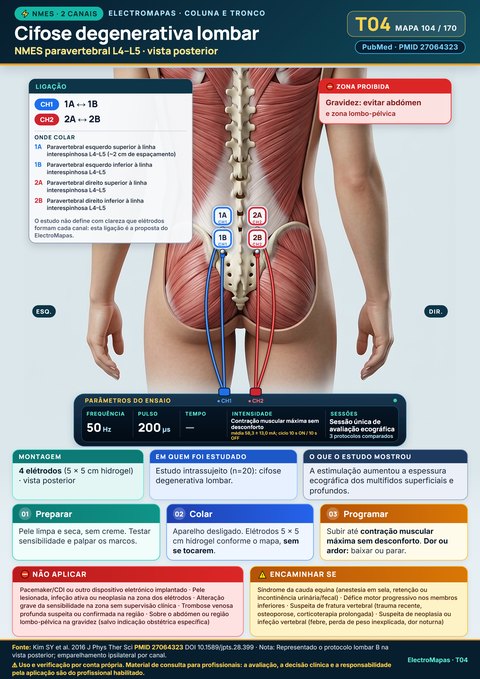 NMES · 2 CANAIS
ELECTROMAPAS · COLUNA E TRONCO
Cifose degenerativa lombar
NMES paravertebral L4–L5 · vista posterior
T04 MAPA 104 / 170
PubMed · PMID 27064323
LIGAÇÃO
CH1 1A ↔ 1B
CH2 2A ↔ 2B
ONDE COLAR
1A Paravertebral esquerdo superior à linha
interespinhosa L4–L5 (~2 cm de espaçamento)
1B Paravertebral esquerdo inferior à linha
interespinhosa L4–L5
2A Paravertebral direito superior à linha
interespinhosa L4–L5
2B Paravertebral direito inferior à linha
interespinhosa L4–L5
O estudo não define com clareza que elétrodos
formam cada canal: esta ligação é a proposta do
ElectroMapas.
ZONA PROIBIDA
Gravidez: evitar abdómen
e zona lombo-pélvica
1A
CH1
2A
CH2
1B
CH1
2B
CH2
ESQ.
DIR.
CH1
CH2
PARÂMETROS DO ENSAIO
FREQUÊNCIA
50 Hz
PULSO
200 µs
TEMPO
—
INTENSIDADE
Contração muscular máxima sem
desconforto
média 58,3 ± 13,0 mA; ciclo 10 s ON / 10 s
OFF
SESSÕES
Sessão única de
avaliação ecográfica
3 protocolos comparados
MONTAGEM
4 elétrodos (5 × 5 cm hidrogel)
· vista posterior
EM QUEM FOI ESTUDADO
Estudo intrassujeito (n=20): cifose
degenerativa lombar.
O QUE O ESTUDO MOSTROU
A estimulação aumentou a espessura
ecográfica dos multífidos superficiais e
profundos.
01 Preparar
Pele limpa e seca, sem creme. Testar
sensibilidade e palpar os marcos.
02 Colar
Aparelho desligado. Elétrodos 5 × 5
cm hidrogel conforme o mapa, sem
se tocarem.
03 Programar
Subir até contração muscular
máxima sem desconforto. Dor ou
ardor: baixar ou parar.
NÃO APLICAR
Pacemaker/CDI ou outro dispositivo eletrónico implantado · Pele
lesionada, infeção ativa ou neoplasia na zona dos elétrodos · Alteração
grave da sensibilidade na zona sem supervisão clínica · Trombose venosa
profunda suspeita ou confirmada na região · Sobre o abdómen ou região
lombo-pélvica na gravidez (salvo indicação obstétrica específica)
ENCAMINHAR SE
Síndrome da cauda equina (anestesia em sela, retenção ou
incontinência urinária/fecal) · Défice motor progressivo nos membros
inferiores · Suspeita de fratura vertebral (trauma recente,
osteoporose, corticoterapia prolongada) · Suspeita de neoplasia ou
infeção vertebral (febre, perda de peso inexplicada, dor noturna)
Fonte: Kim SY et al. 2016 J Phys Ther Sci PMID 27064323 DOI 10.1589/jpts.28.399 · Nota: Representado o protocolo lombar B na
vista posterior; emparelhamento ipsilateral por canal.
Uso e verificação por conta própria. Material de consulta para profissionais: a avaliação, a decisão clínica e a responsabilidade
pela aplicação são do profissional habilitado.
ElectroMapas · T04